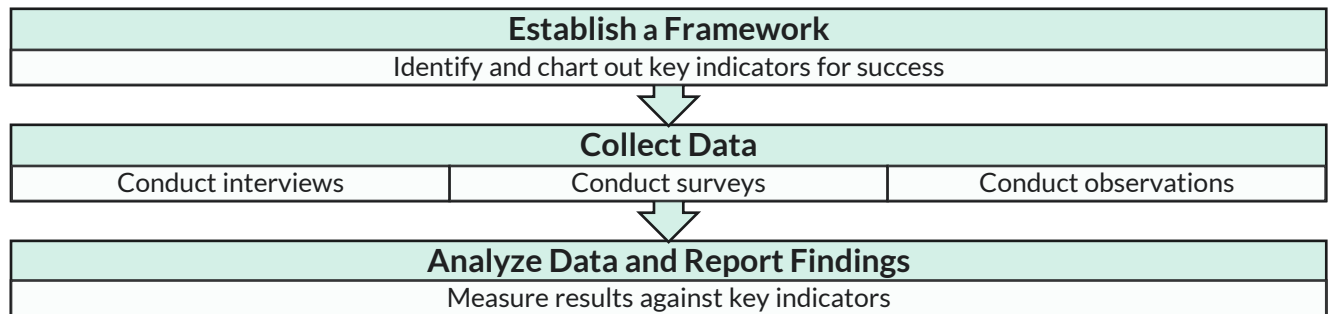 Establish a Framework
Identify and chart out key indicators for success
Collect Data
Conduct interviews
Conduct surveys
Conduct observations
Analyze Data and Report Findings
Measure results against key indicators